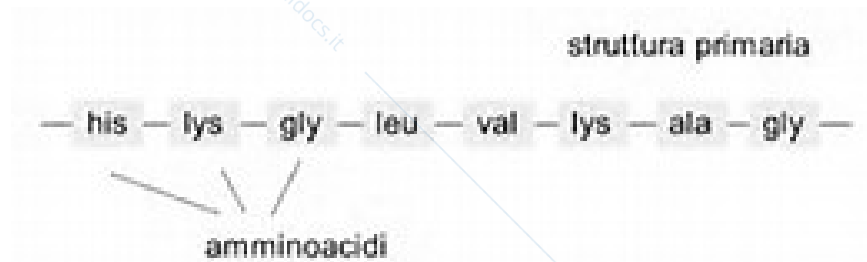 struttura primaria
— his — lys — gly — leu — val — lys — ala — gly —
amminoacidi